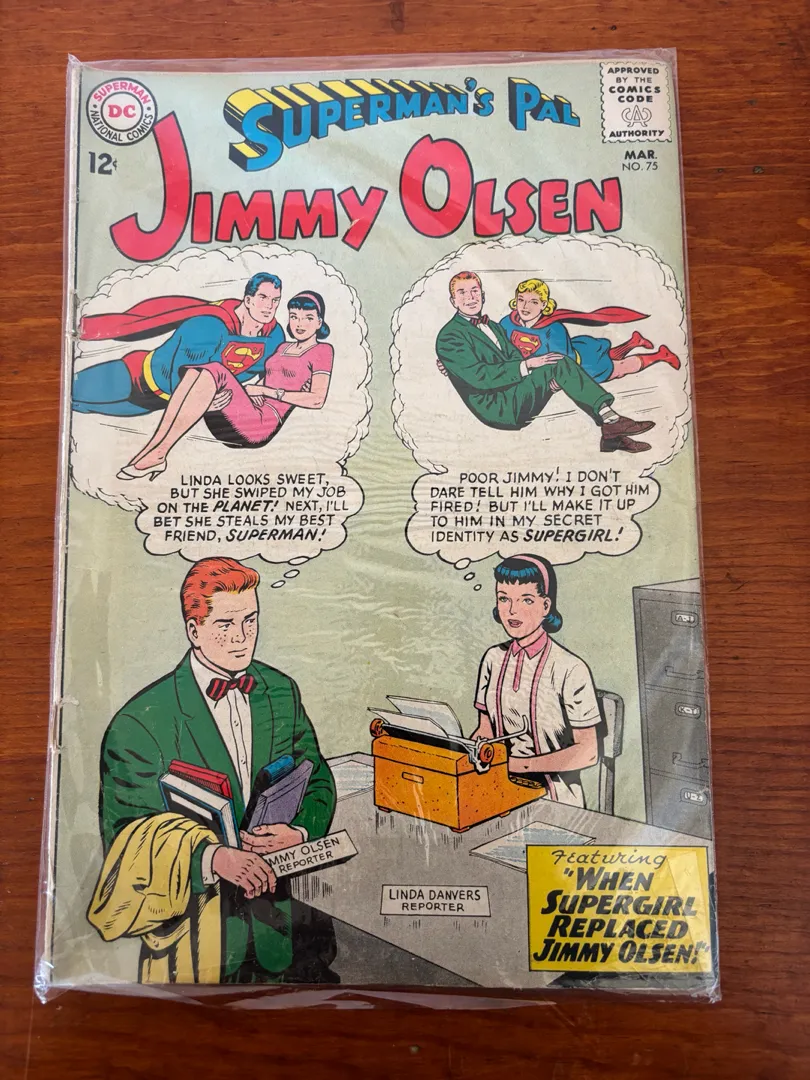 SUPERMAN
DC
NATIONAL COMICS
12¢
SUPERMAN'S PAL
JIMMY OLSEN
APPROVED
BY THE
COMICS
CODE
CA
AUTHORITY
MAR.
NO. 75
LINDA LOOKS SWEET,
BUT SHE SWIPED MY JOB
ON THE PLANET! NEXT, I'LL
BET SHE STEALS MY BEST
FRIEND, SUPERMAN!
POOR JIMMY! I DON'T
DARE TELL HIM WHY I GOT HIM
FIRED! BUT I'LL MAKE IT UP
TO HIM IN MY SECRET
IDENTITY AS SUPERGIRL!
A-J
K-T
U-Z
MMY OLSEN
REPORTER
LINDA DANVERS
REPORTER
Featuring
"WHEN
SUPERGIRL
REPLACED
JIMMY OLSEN!"